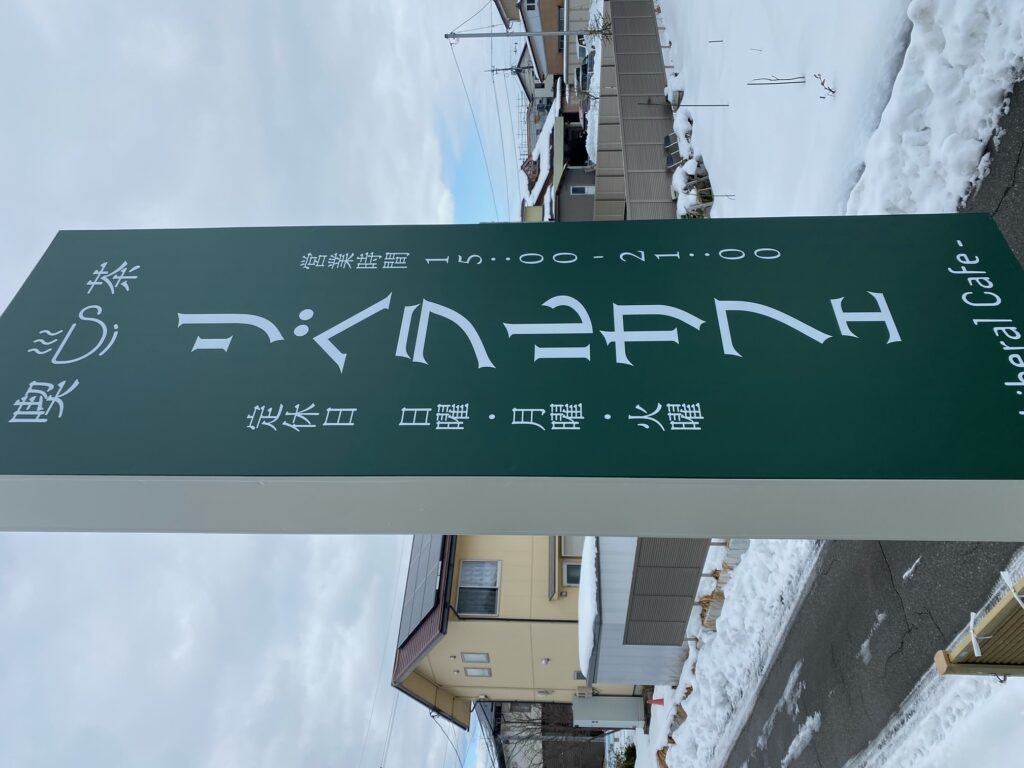 喫茶
営業時間 15:00-21:00
リベラルカフェ
定休日 日曜・月曜・火曜
Liberal Cafe-